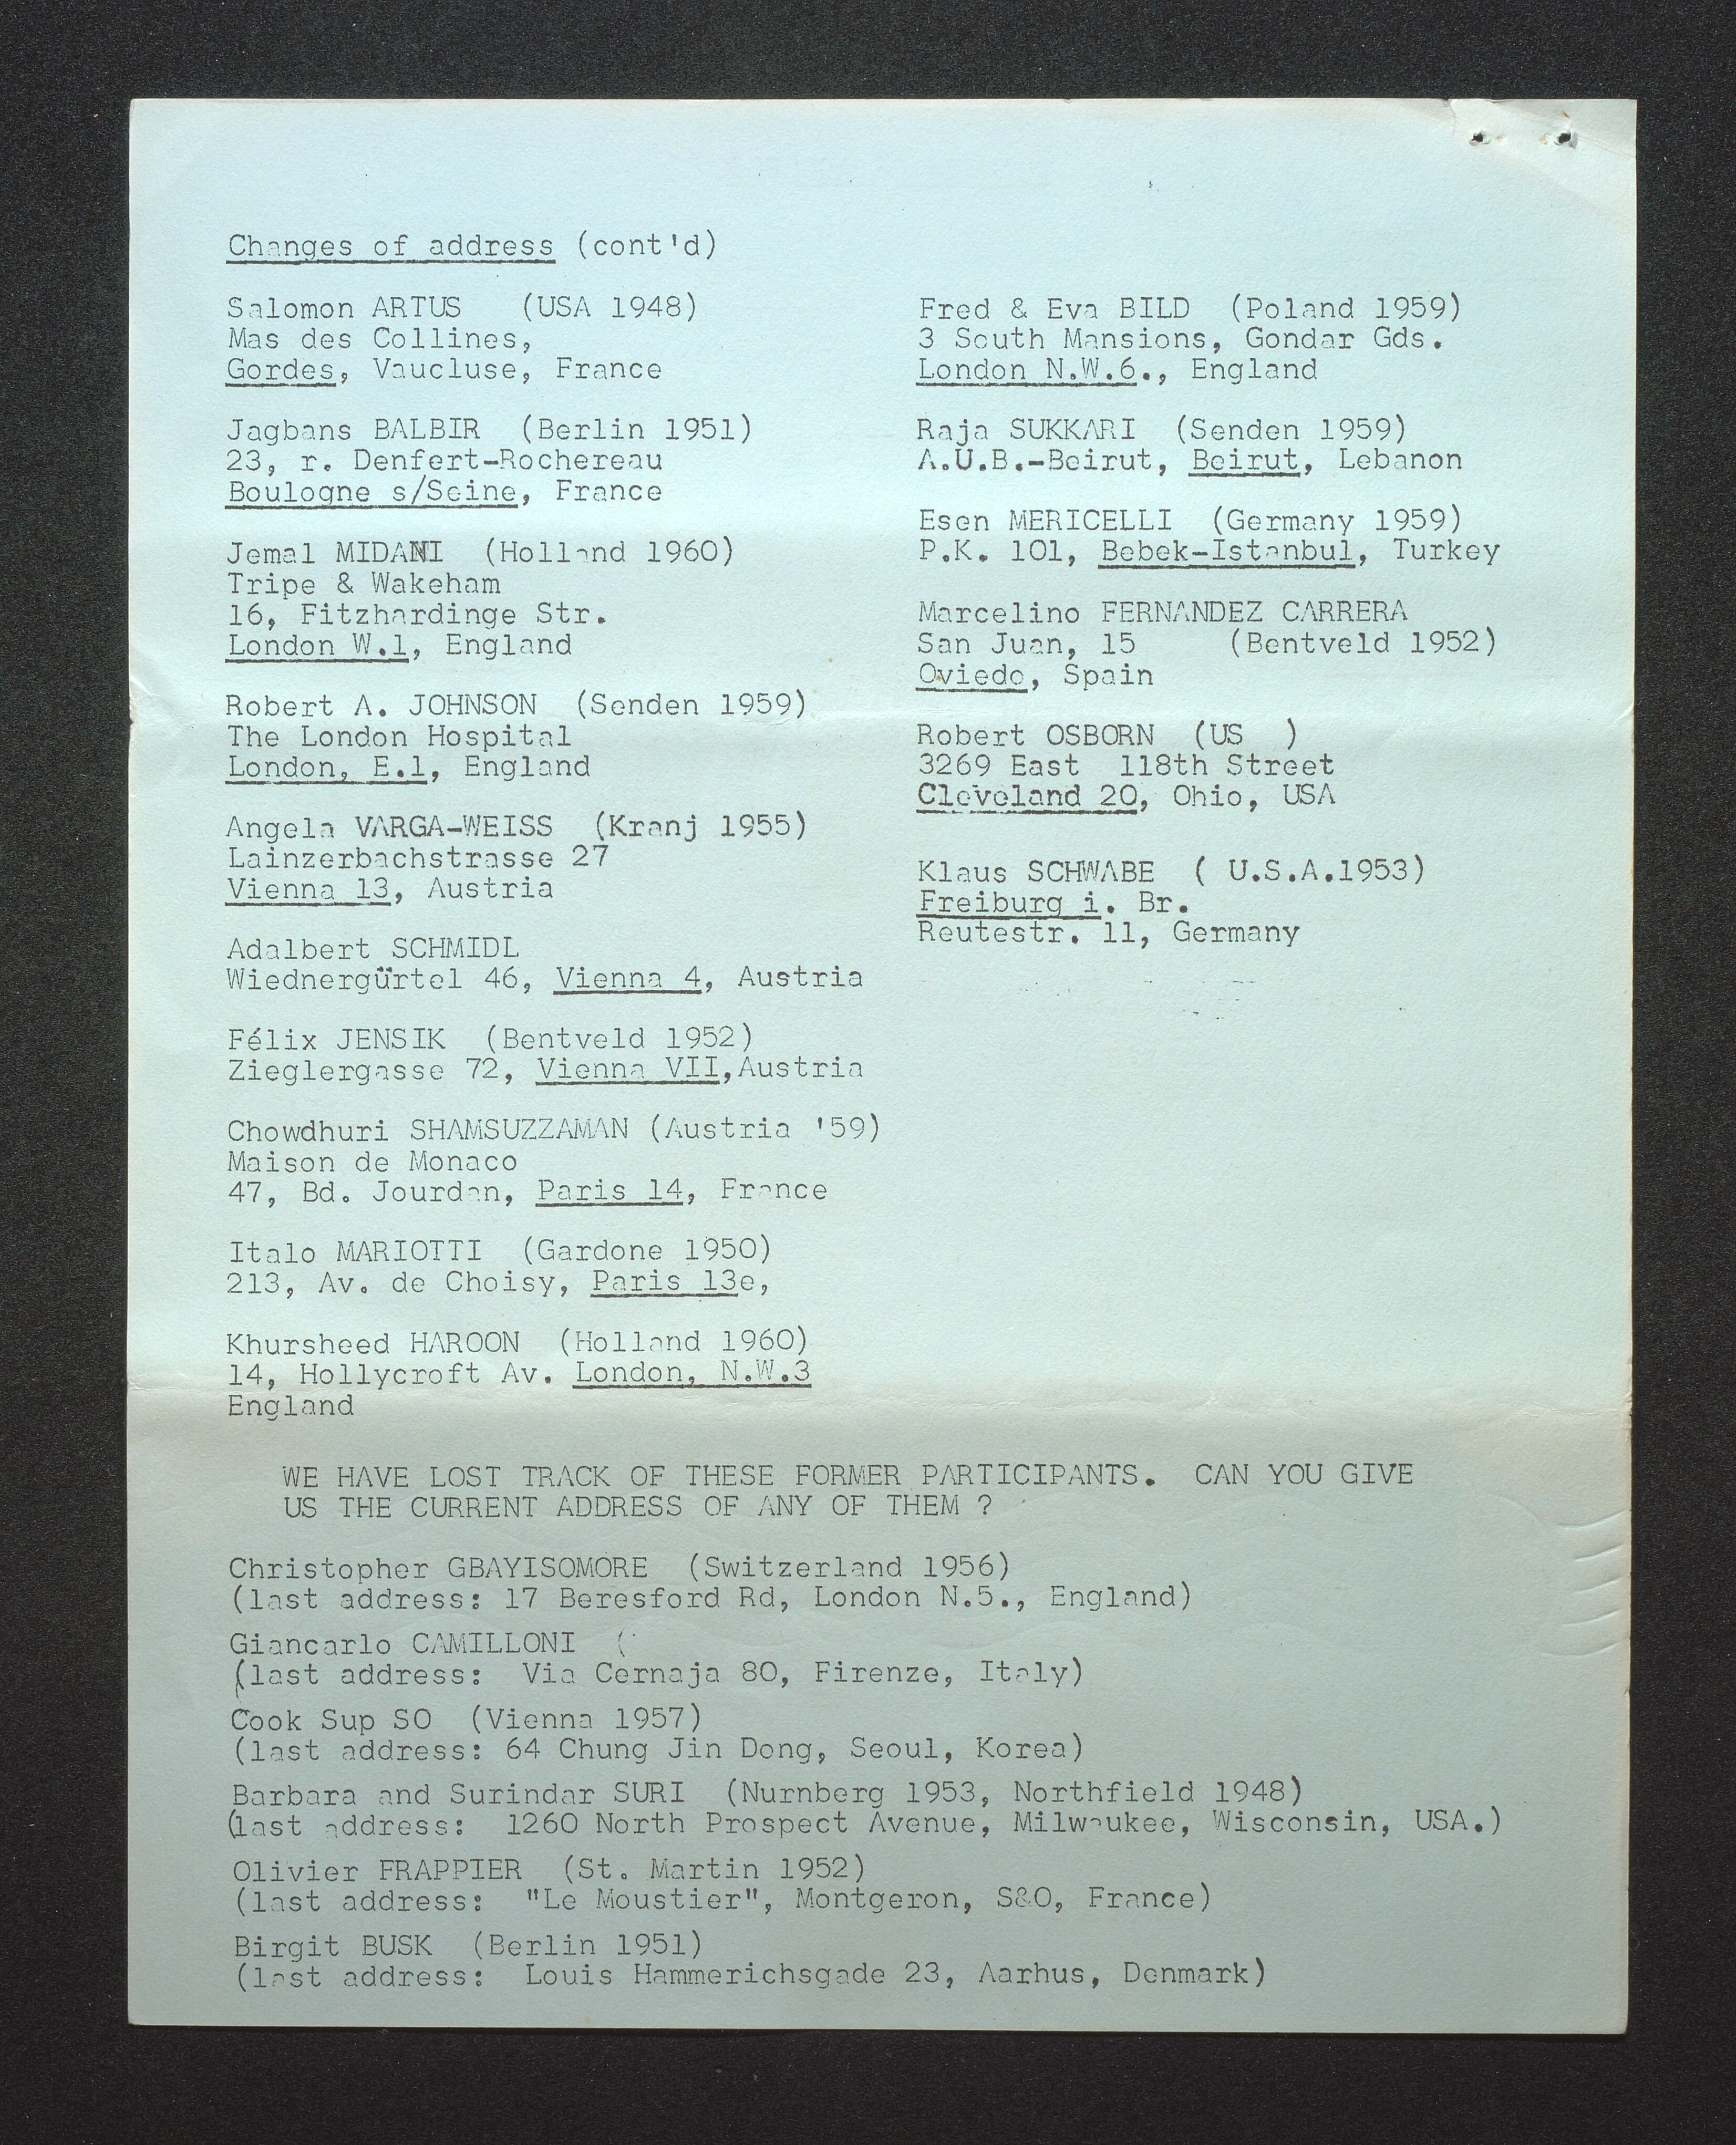 Changes of address (cont'd)
Salomon ARTUS (USA 1948)
Mas des Collines,
Gordes, Vaucluse, France
Jagbans BALBIR (Berlin 1951)
23, r. Denfert-Rochereau
Boulogne s/Seine, France
Jemal MIDANI (Holland 1960)
Tripe & Wakeham
16, Fitzhardinge Str.
London W.1, England
Robert A. JOHNSON (Senden 1959)
The London Hospital
London, E.1, England
Angela VARGA-WEISS (Kranj 1955)
Lainzerbachstrasse 27
Vienna 13, Austria
Adalbert SCHMIDL
Wiednergürtel 46, Vienna 4, Austria
Félix JENSIK (Bentveld 1952)
Zieglergasse 72, Vienna VII,Austria
Chowdhuri SHAMSUZZAMAN (Austria '59)
Maison de Monaco
47, Bd. Jourdan, Paris 14, France
Italo MARIOTTI (Gardone 1950)
213, Av. de Choisy, Paris 13e,
Khursheed HAROON (Holland 1960)
14, Hollycroft Av. London, N.W.3
England
Fred & Eva BILD (Poland 1959)
3 South Mansions, Gondar Gds.
London N.W.6., England
Raja SUKKARI (Senden 1959)
A.U.B.-Beirut, Beirut, Lebanon
Esen MERICELLI (Germany 1959)
P.K. 101, Bebek-Istanbul, Turkey
Marcelino FERNANDEZ CARRERA
San Juan, 15 (Bentveld 1952)
Oviedo, Spain
Robert OSBORN (US )
3269 East 118th Street
Cleveland 20, Ohio, USA
Klaus SCHWABE ( U.S.A.1953)
Freiburg i. Br.
Reutestr. 11, Germany
WE HAVE LOST TRACK OF THESE FORMER PARTICIPANTS. CAN YOU GIVE
US THE CURRENT ADDRESS OF ANY OF THEM ?
Christopher GBAYISOMORE (Switzerland 1956)
(last address: 17 Beresford Rd, London N.5., England)
Giancarlo CAMILLONI (
(last address: Via Cernaja 80, Firenze, Italy)
Cook Sup SO (Vienna 1957)
(last address: 64 Chung Jin Dong, Seoul, Korea)
Barbara and Surindar SURI (Nurnberg 1953, Northfield 1948)
(last address: 1260 North Prospect Avenue, Milwaukee, Wisconsin, USA.)
Olivier FRAPPIER (St. Martin 1952)
(last address: "Le Moustier", Montgeron, S&O, France)
Birgit BUSK (Berlin 1951)
(last address: Louis Hammerichsgade 23, Aarhus, Denmark)